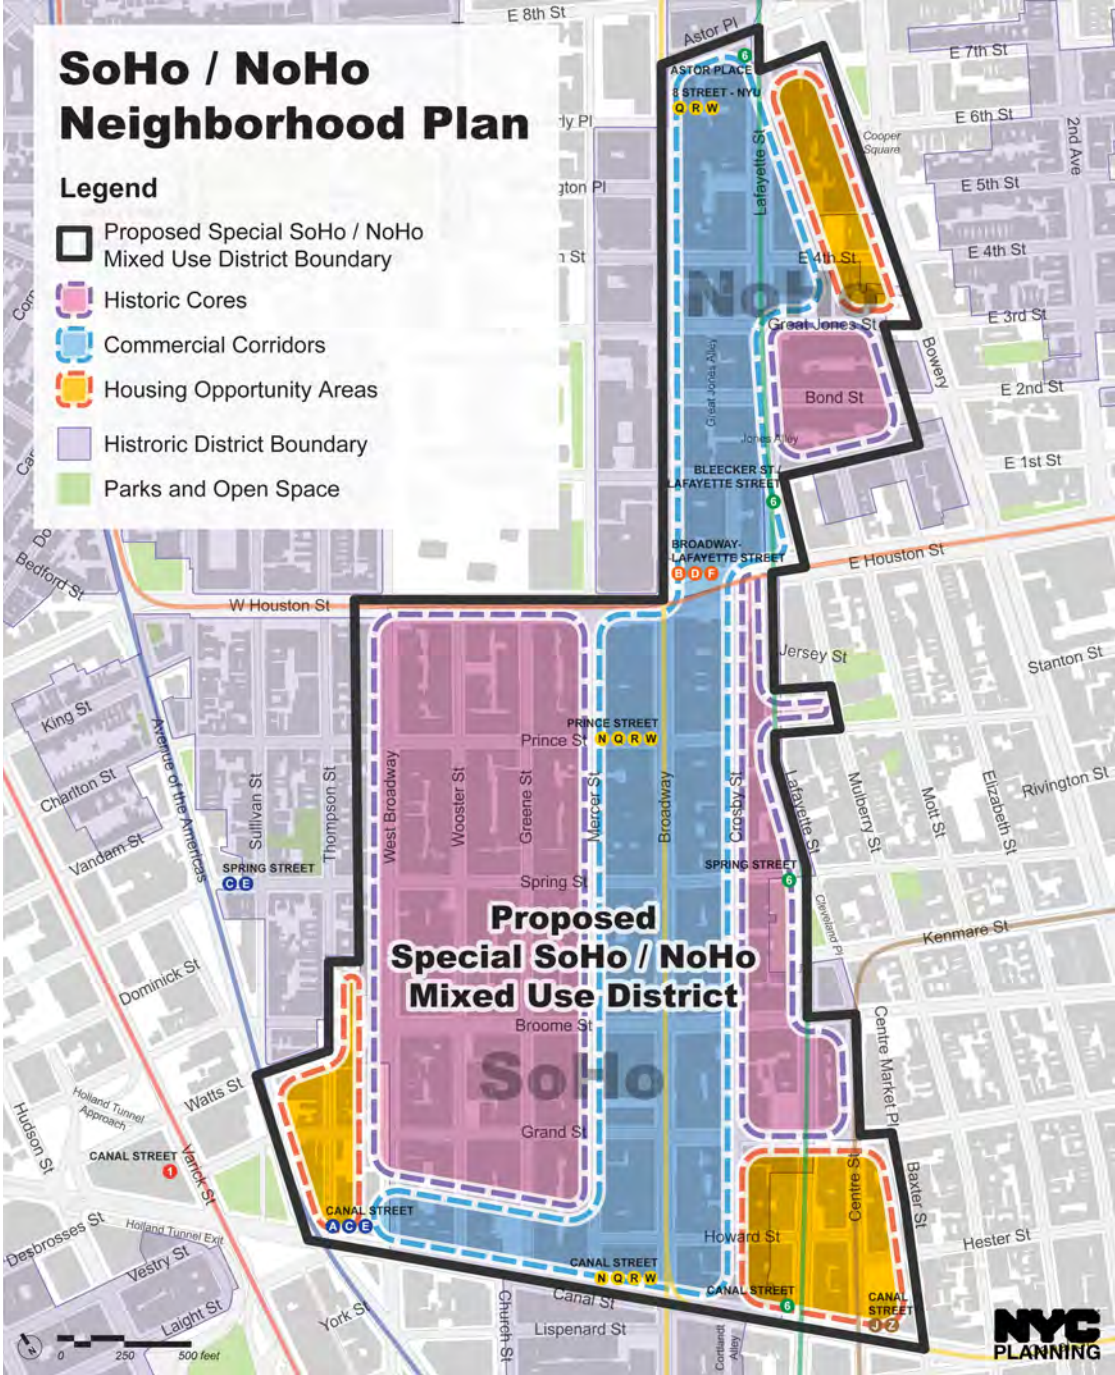 SoHo / NoHo
Neighborhood Plan
Legend
Proposed Special SoHo / NoHo
Mixed Use District Boundary
Historic Cores
Commercial Corridors
Housing Opportunity Areas
Histroric District Boundary
Parks and Open Space
E 8th St
Astor Pl
E 7th St
6
ASTOR PLACE
8 STREET - NYU
Q R W
E 6th St
2nd Ave
Cooper
Square
Lafayette St
E 5th St
E 4th St
E 4th St
NoHo
E 3rd St
Great Jones St
Bowery
Great Jones Alley
E 2nd St
Bond St
Jones Alley
E 1st St
BLEECKER ST /
LAFAYETTE STREET
6
BROADWAY-
LAFAYETTE STREET
B D F
E Houston St
Bedford St
W Houston St
Jersey St
Stanton St
King St
PRINCE STREET
Prince St
N Q R W
Avenue of the Americas
Charlton St
Sullivan St
Thompson St
West Broadway
Wooster St
Greene St
Mercer St
Broadway
Crosby St
Lafayette St
Mulberry St
Mott St
Elizabeth St
Rivington St
Vandam St
SPRING STREET
C E
Spring St
SPRING STREET
6
Cleveland Pl
Kenmare St
Proposed
Special SoHo / NoHo
Mixed Use District
Dominick St
Broome St
SoHo
Centre Market Pl
Watts St
Holland Tunnel
Approach
Hudson St
Grand St
CANAL STREET
1
Varick St
Centre St
Baxter St
CANAL STREET
A C E
Desbrosses St
Holland Tunnel Exit
Howard St
Hester St
Vestry St
CANAL STREET
N Q R W
CANAL STREET
6
CANAL
STREET
J Z
Canal St
Laight St
York St
Church St
Lispenard St
Cortlandt
Alley
N
0 250 500 feet
NYC
PLANNING